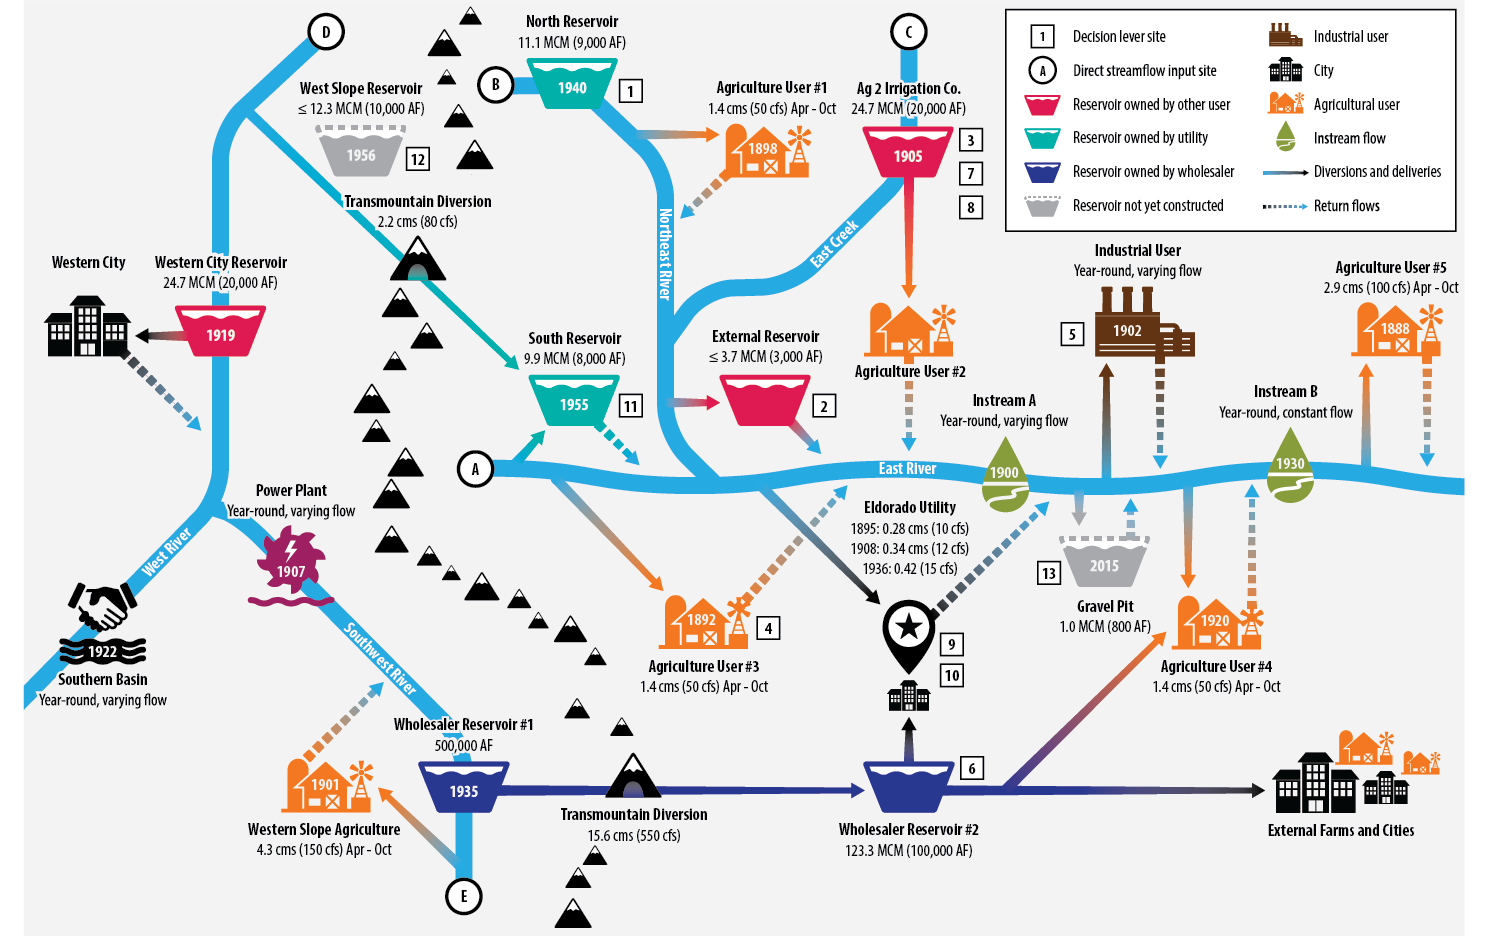 D
North Reservoir
11.1 MCM (9,000 AF)
B
1940
1
West Slope Reservoir
≤ 12.3 MCM (10,000 AF)
1956
12
Agriculture User #1
1.4 cms (50 cfs) Apr - Oct
1898
C
Ag 2 Irrigation Co.
24.7 MCM (20,000 AF)
1905
3
7
8
1
Decision lever site
A
Direct streamflow input site
Reservoir owned by other user
Reservoir owned by utility
Reservoir owned by wholesaler
Reservoir not yet constructed
Industrial user
City
Agricultural user
Instream flow
Diversions and deliveries
Return flows
Transmountain Diversion
2.2 cms (80 cfs)
Northeast River
East Creek
Western City
Western City Reservoir
24.7 MCM (20,000 AF)
1919
South Reservoir
9.9 MCM (8,000 AF)
1955
11
External Reservoir
≤ 3.7 MCM (3,000 AF)
2
Agriculture User #2
Industrial User
Year-round, varying flow
1902
5
Agriculture User #5
2.9 cms (100 cfs) Apr - Oct
1888
Instream A
Year-round, varying flow
1900
Instream B
Year-round, constant flow
1930
A
East River
Power Plant
Year-round, varying flow
1907
West River
1922
Southern Basin
Year-round, varying flow
Southwest River
1892
4
Agriculture User #3
1.4 cms (50 cfs) Apr - Oct
Eldorado Utility
1895: 0.28 cms (10 cfs)
1908: 0.34 cms (12 cfs)
1936: 0.42 (15 cfs)
9
10
2015
13
Gravel Pit
1.0 MCM (800 AF)
1920
Agriculture User #4
1.4 cms (50 cfs) Apr - Oct
Wholesaler Reservoir #1
500,000 AF
1935
1901
Western Slope Agriculture
4.3 cms (150 cfs) Apr - Oct
E
Transmountain Diversion
15.6 cms (550 cfs)
6
Wholesaler Reservoir #2
123.3 MCM (100,000 AF)
External Farms and Cities